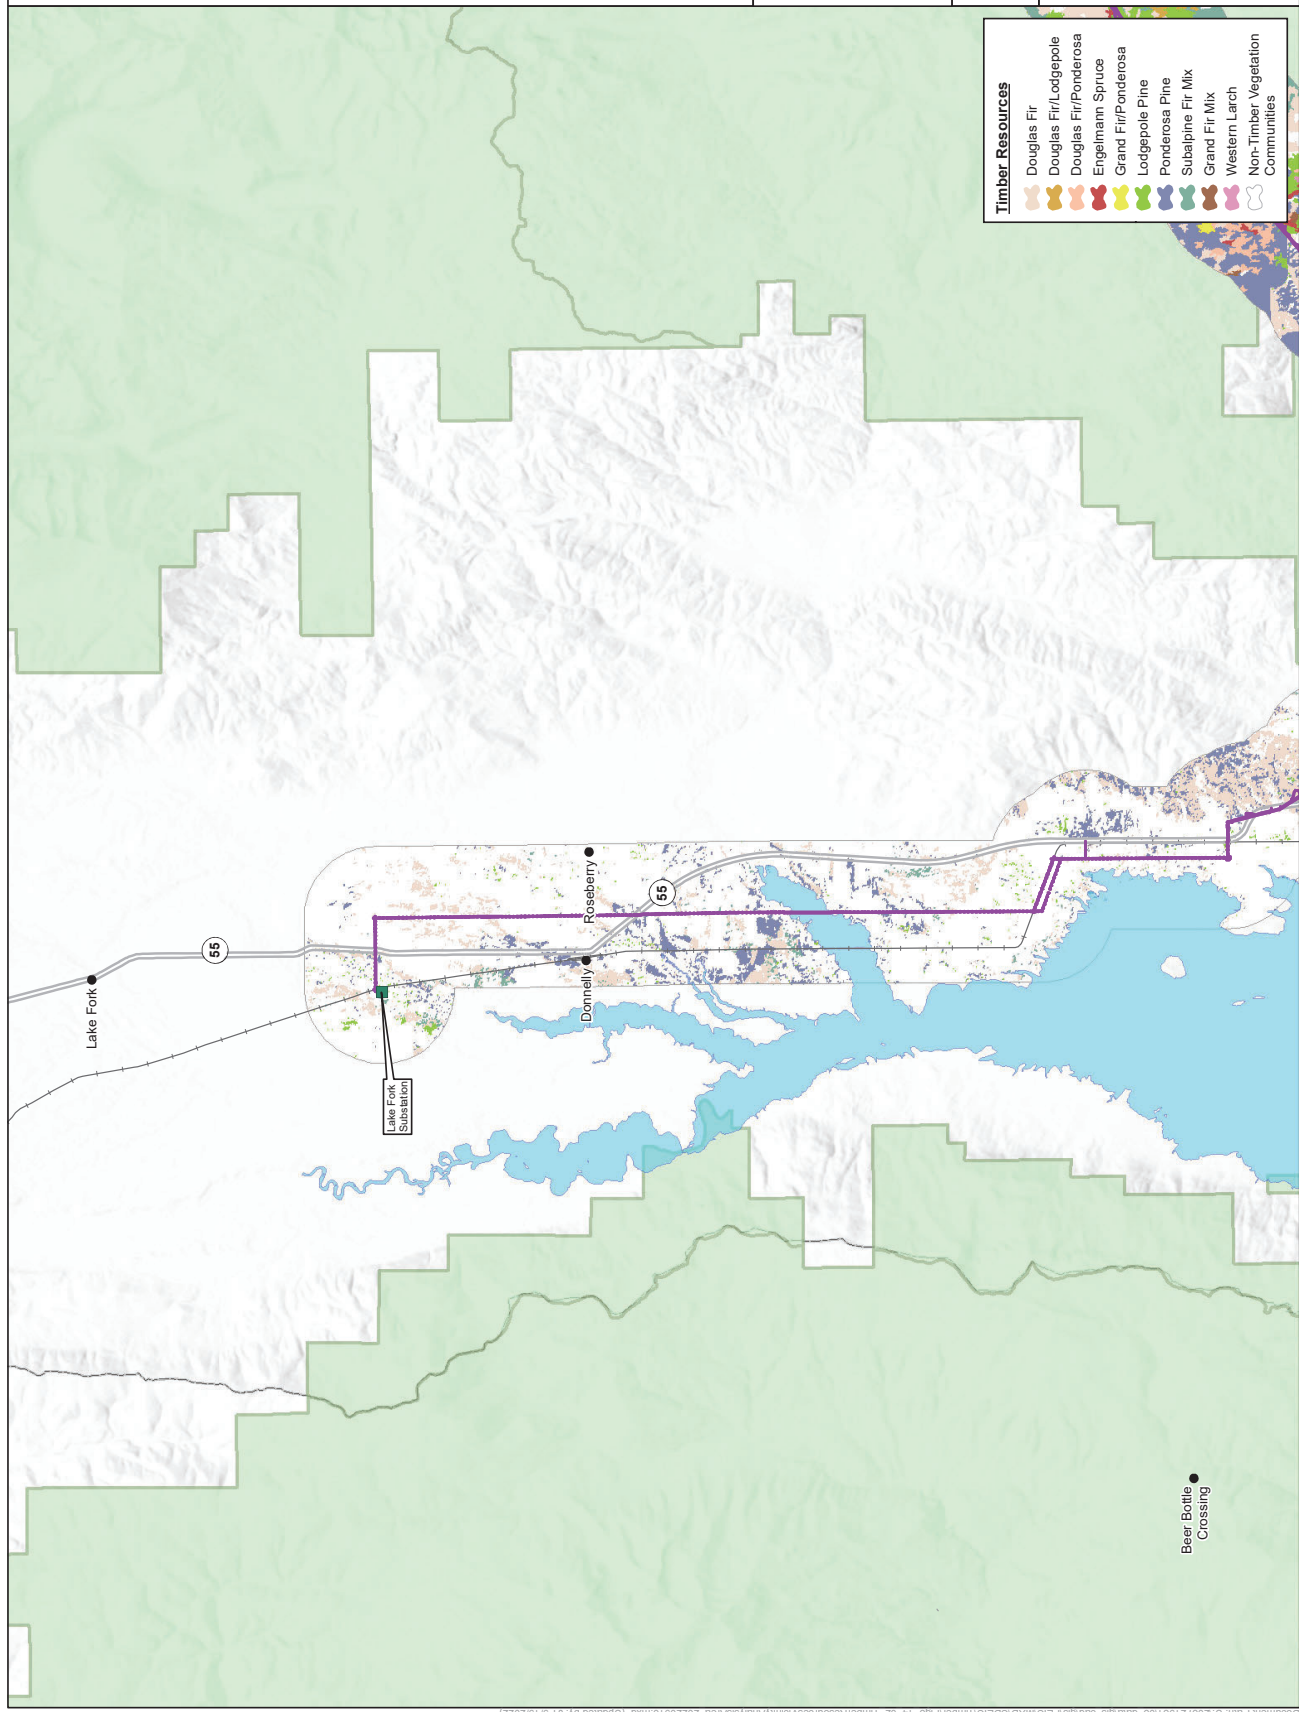 Timber Resources
Douglas Fir
Douglas Fir/Lodgepole
Douglas Fir/Ponderosa
Engelmann Spruce
Grand Fir/Ponderosa
Lodgepole Pine
Ponderosa Pine
Subalpine Fir Mix
Grand Fir Mix
Western Larch
Non-Timber Vegetation
Communities
Lake Fork
55
Lake Fork
Substation
Roseberry
Donnelly
55
Beer Bottle
Crossing